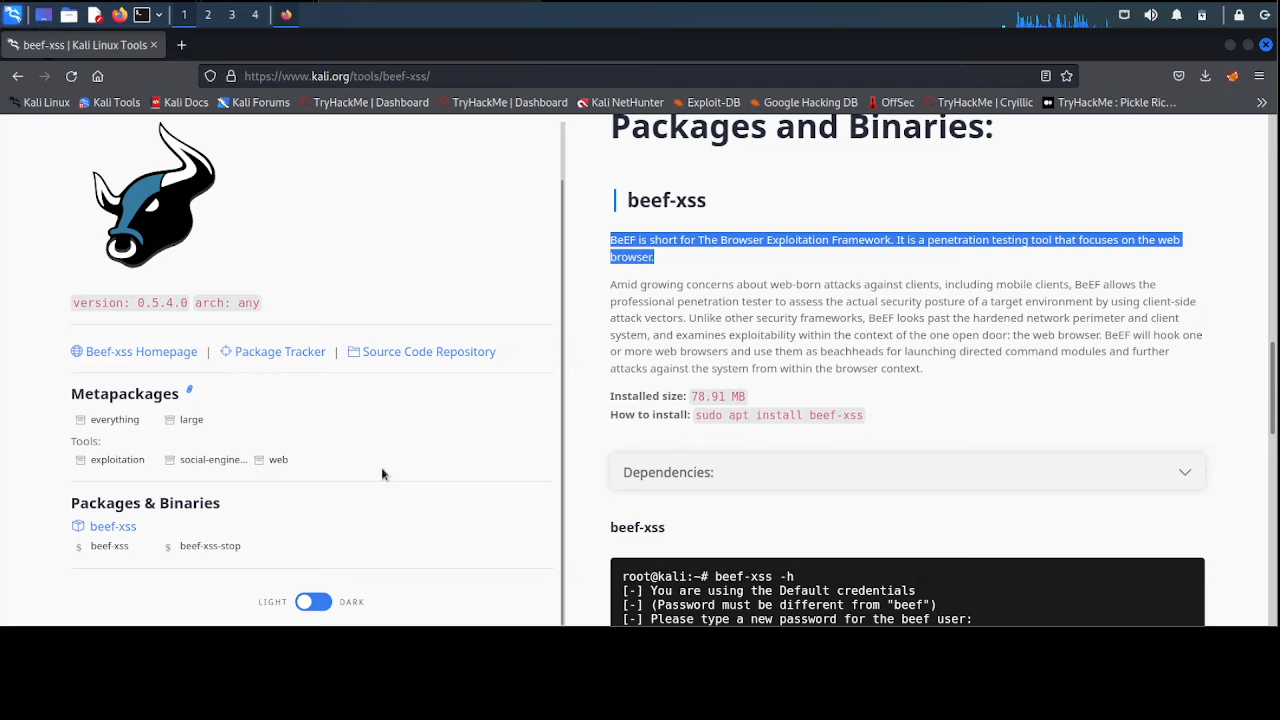 1 2 3 4
beef-xss | Kali Linux Tools
https://www.kali.org/tools/beef-xss/
Kali Linux Kali Tools Kali Docs Kali Forums TryHackMe | Dashboard TryHackMe | Dashboard Kali NetHunter Exploit-DB Google Hacking DB OffSec TryHackMe | Cryillic TryHackMe : Pickle Ric…
version: 0.5.4.0 arch: any
Beef-xss Homepage | Package Tracker | Source Code Repository
Metapackages
everything large
Tools:
exploitation social-engine... web
Packages & Binaries
beef-xss
$ beef-xss $ beef-xss-stop
LIGHT DARK
Packages and Binaries:
beef-xss
BeEF is short for The Browser Exploitation Framework. It is a penetration testing tool that focuses on the web
browser.
Amid growing concerns about web-born attacks against clients, including mobile clients, BeEF allows the
professional penetration tester to assess the actual security posture of a target environment by using client-side
attack vectors. Unlike other security frameworks, BeEF looks past the hardened network perimeter and client
system, and examines exploitability within the context of the one open door: the web browser. BeEF will hook one
or more web browsers and use them as beachheads for launching directed command modules and further
attacks against the system from within the browser context.
Installed size: 78.91 MB
How to install: sudo apt install beef-xss
Dependencies:
beef-xss
root@kali:~# beef-xss -h
[-] You are using the Default credentials
[-] (Password must be different from "beef")
[-] Please type a new password for the beef user: